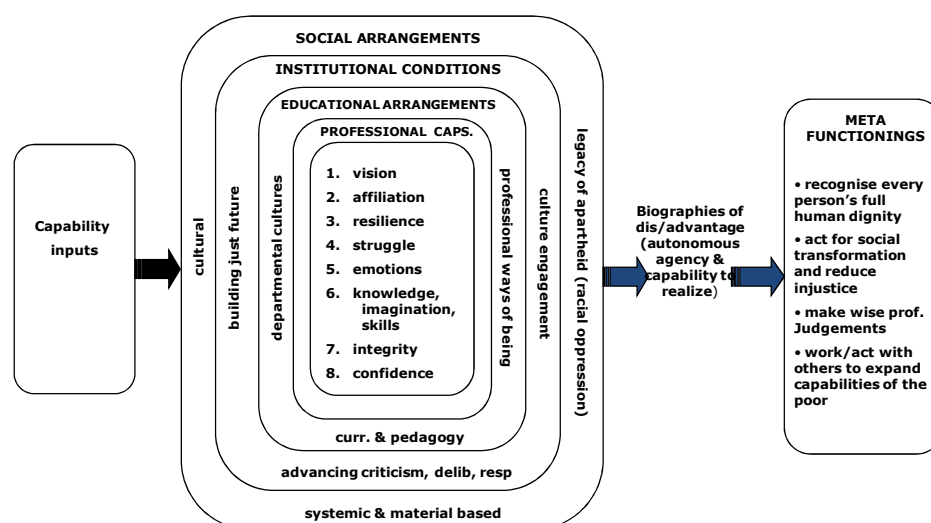 Capability
inputs
SOCIAL ARRANGEMENTS
cultural
legacy of apartheid (racial oppression)
systemic & material based
INSTITUTIONAL CONDITIONS
building just future
culture engagement
advancing criticism, delib, resp
EDUCATIONAL ARRANGEMENTS
departmental cultures
professional ways of being
curr. & pedagogy
PROFESSIONAL CAPS.
1. vision
2. affiliation
3. resilience
4. struggle
5. emotions
6. knowledge,
imagination,
skills
7. integrity
8. confidence
Biographies of
dis/advantage
(autonomous
agency &
capability to
realize)
META
FUNCTIONINGS
• recognise every
person's full
human dignity
• act for social
transformation
and reduce
injustice
• make wise prof.
Judgements
• work/act with
others to expand
capabilities of the
poor